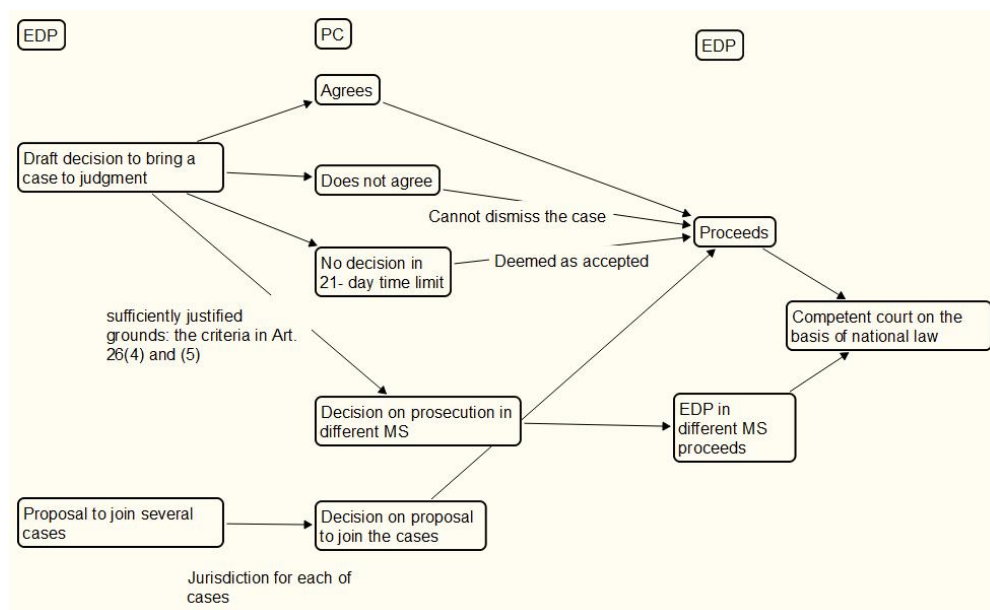 EDP
PC
EDP
Agrees
Draft decision to bring a
case to judgment
Does not agree
Cannot dismiss the case
Proceeds
No decision in
21- day time limit
Deemed as accepted
sufficiently justified
grounds: the criteria in Art.
26(4) and (5)
Competent court on the
basis of national law
Decision on prosecution in
different MS
EDP in
different MS
proceeds
Proposal to join several
cases
Decision on proposal
to join the cases
Jurisdiction for each of
cases